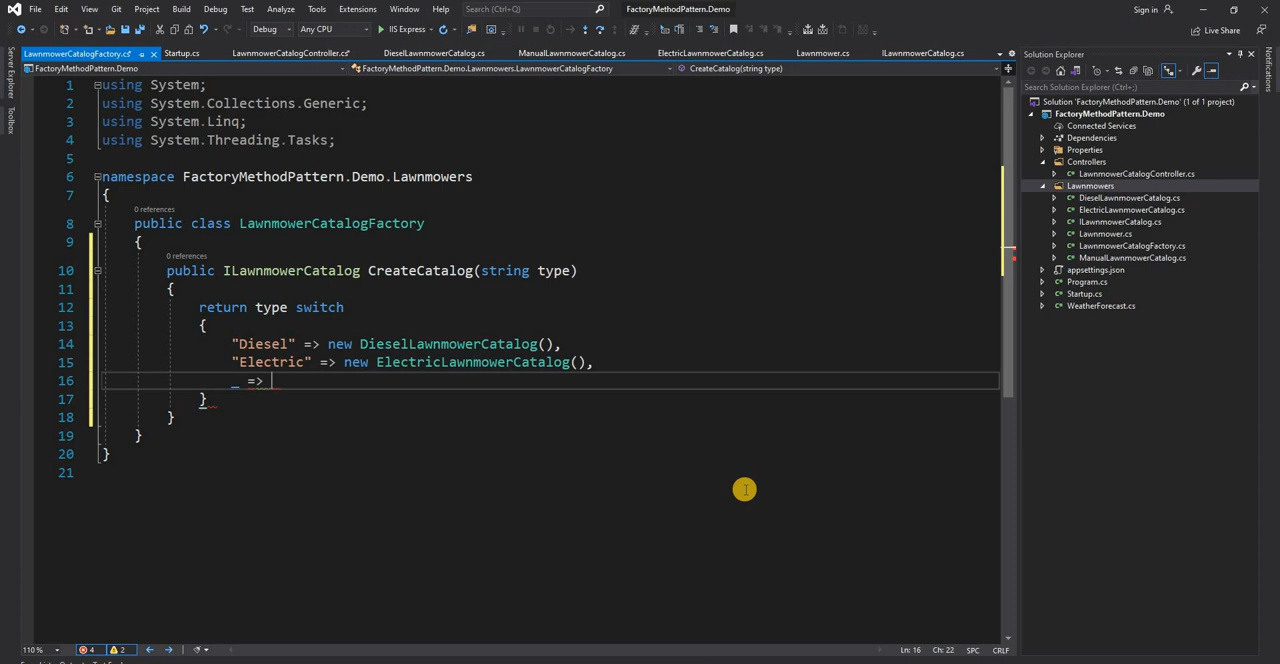 File Edit View Git Project Build Debug Test Analyze Tools Extensions Window Help Search (Ctrl+Q) FactoryMethodPattern.Demo Sign in
Debug Any CPU IIS Express Live Share
LawnmowerCatalogFactory.cs* Startup.cs LawnmowerCatalogController.cs* DieselLawnmowerCatalog.cs ManualLawnmowerCatalog.cs ElectricLawnmowerCatalog.cs Lawnmower.cs ILawnmowerCatalog.cs
FactoryMethodPattern.Demo FactoryMethodPattern.Demo.Lawnmowers.LawnmowerCatalogFactory CreateCatalog(string type)
Server Explorer
Toolbox
1 using System;
2 using System.Collections.Generic;
3 using System.Linq;
4 using System.Threading.Tasks;
5
6 namespace FactoryMethodPattern.Demo.Lawnmowers
7 {
0 references
8 public class LawnmowerCatalogFactory
9 {
0 references
10 public ILawnmowerCatalog CreateCatalog(string type)
11 {
12 return type switch
13 {
14 "Diesel" => new DieselLawnmowerCatalog(),
15 "Electric" => new ElectricLawnmowerCatalog(),
16 _ =>
17 }
18 }
19 }
20 }
21
110 % 4 2 Ln: 16 Ch: 22 SPC CRLF
Solution Explorer
Search Solution Explorer (Ctrl+;)
Solution 'FactoryMethodPattern.Demo' (1 of 1 project)
FactoryMethodPattern.Demo
Connected Services
Dependencies
Properties
Controllers
LawnmowerCatalogController.cs
Lawnmowers
DieselLawnmowerCatalog.cs
ElectricLawnmowerCatalog.cs
ILawnmowerCatalog.cs
Lawnmower.cs
LawnmowerCatalogFactory.cs
ManualLawnmowerCatalog.cs
appsettings.json
Program.cs
Startup.cs
WeatherForecast.cs
Notifications